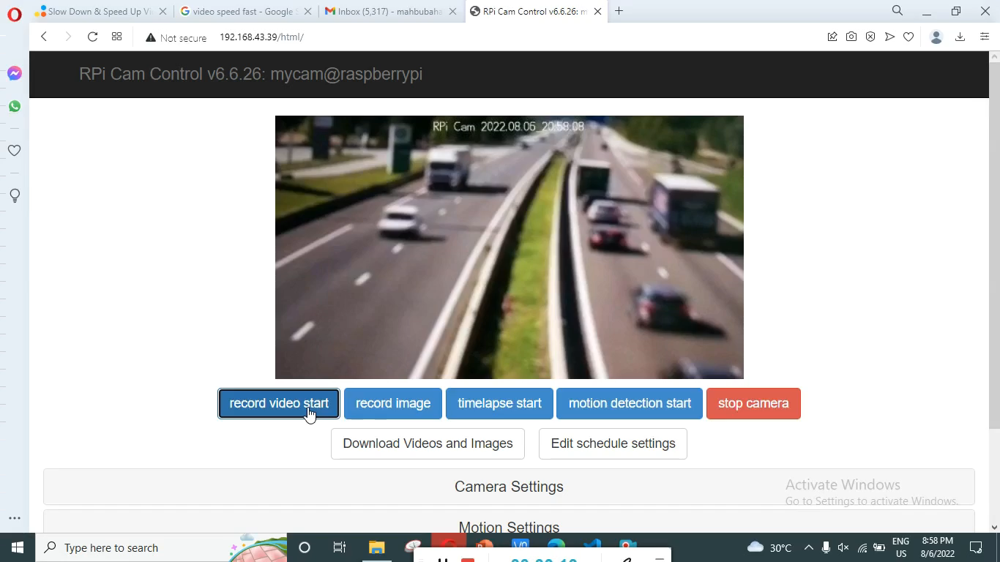 Slow Down & Speed Up Vi
video speed fast - Google S
Inbox (5,317) - mahbubaha
RPi Cam Control v6.6.26: m
Not secure
192.168.43.39/html/
RPi Cam Control v6.6.26: mycam@raspberrypi
RPi Cam 2022.08.06_20:58:08
record video start
record image
timelapse start
motion detection start
stop camera
Download Videos and Images
Edit schedule settings
Camera Settings
Activate Windows
Go to Settings to activate Windows.
Motion Settings
Type here to search
30°C
ENG
US
8:58 PM
8/6/2022